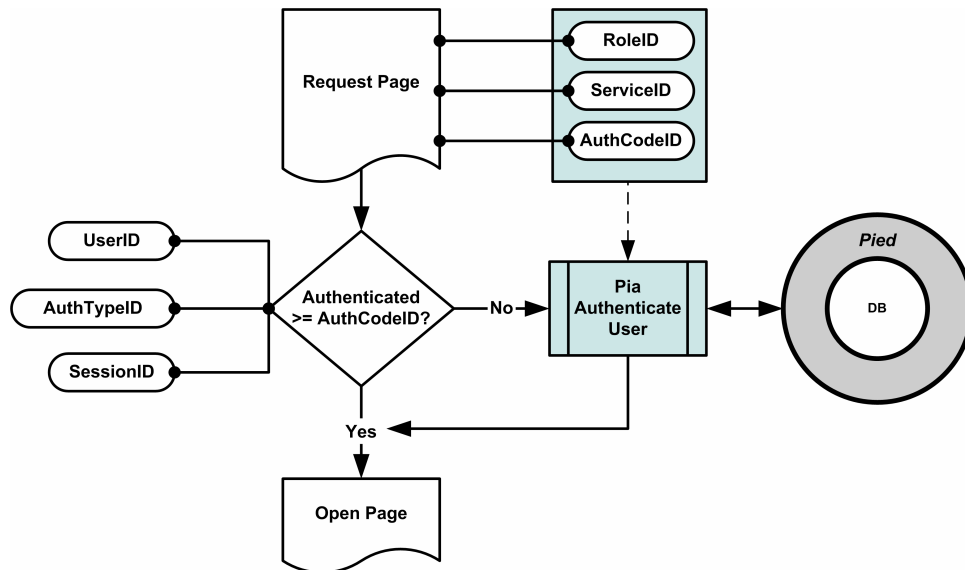 Request Page
RoleID
ServiceID
AuthCodeID
UserID
AuthTypeID
SessionID
Authenticated
>= AuthCodeID?
No
Pia
Authenticate
User
Pied
DB
Yes
Open Page